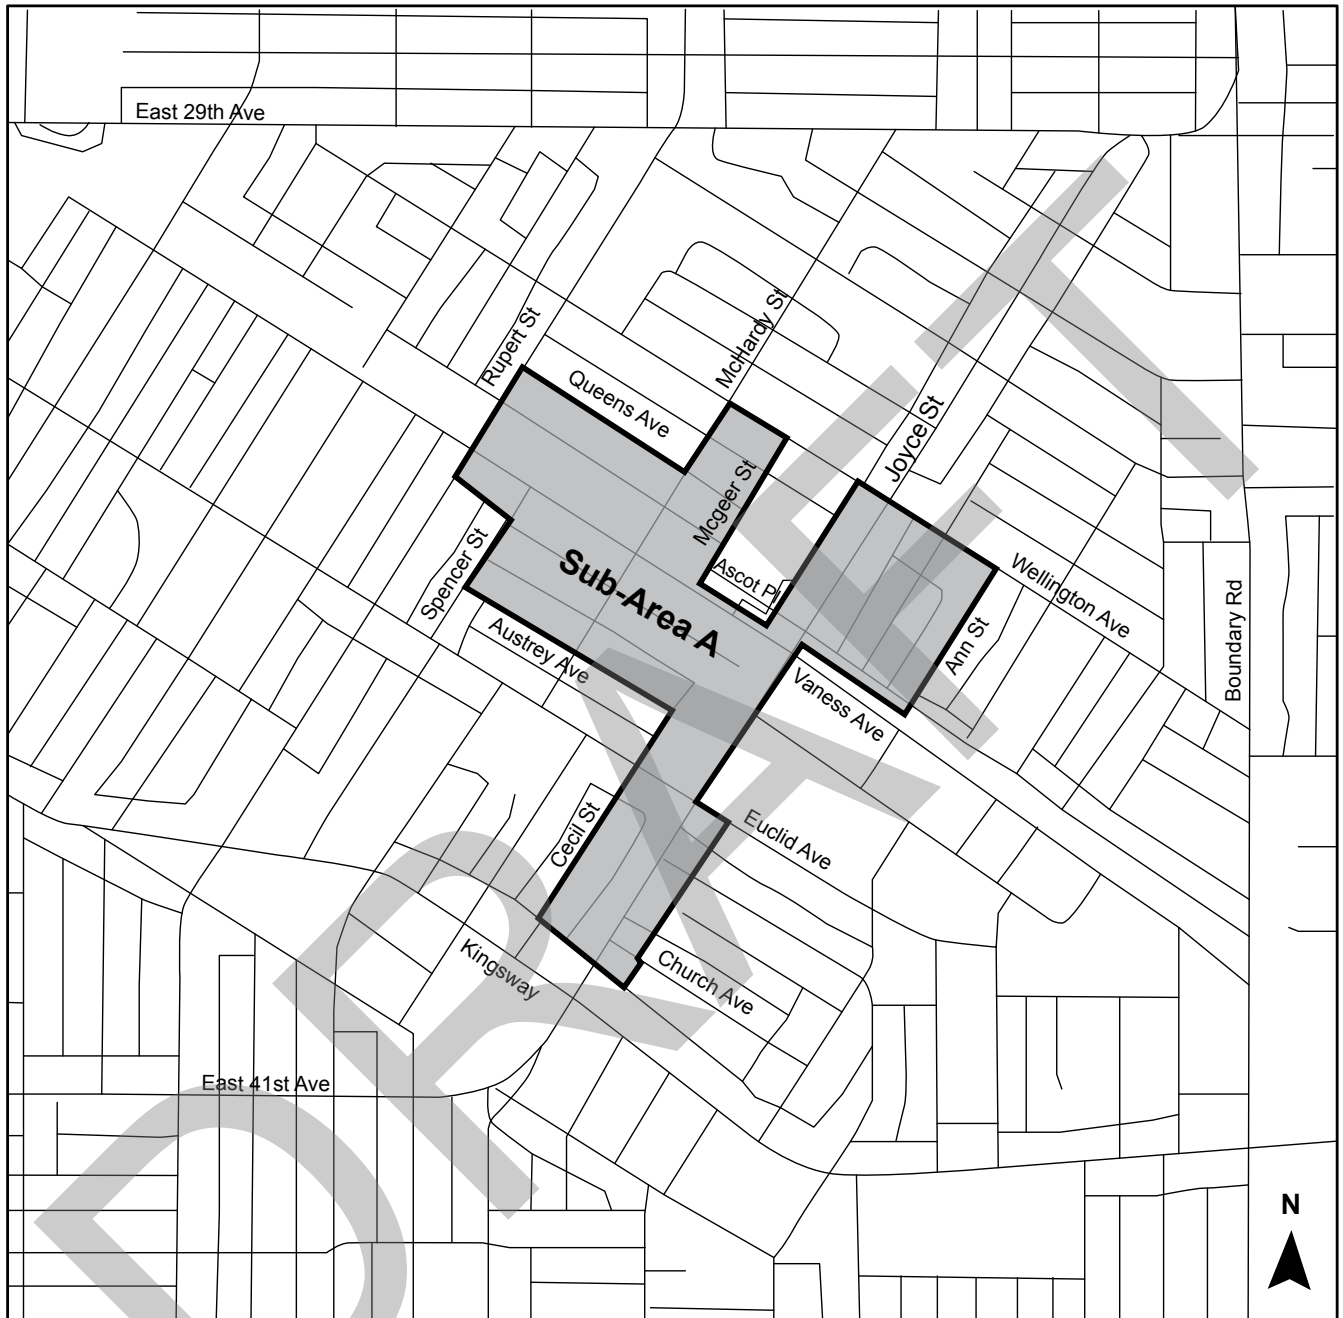 East 29th Ave
Rupert St
McHardy St
Queens Ave
Joyce St
Mcgeer St
Spencer St
Ascot Pl
Sub-Area A
Wellington Ave
Boundary Rd
Ann St
Austrey Ave
Vaness Ave
Cecil St
Euclid Ave
Kingsway
Church Ave
East 41st Ave
N
DRAFT